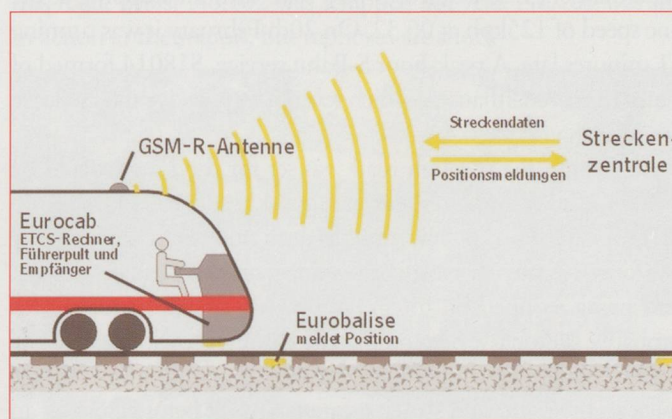 GSM-R-Antenne
Streckendaten
Positionsmeldungen
Strecken-
zentrale
Eurocab
ETCS-Rechner,
Führerpult und
Empfänger
Eurobalise
meldet Position